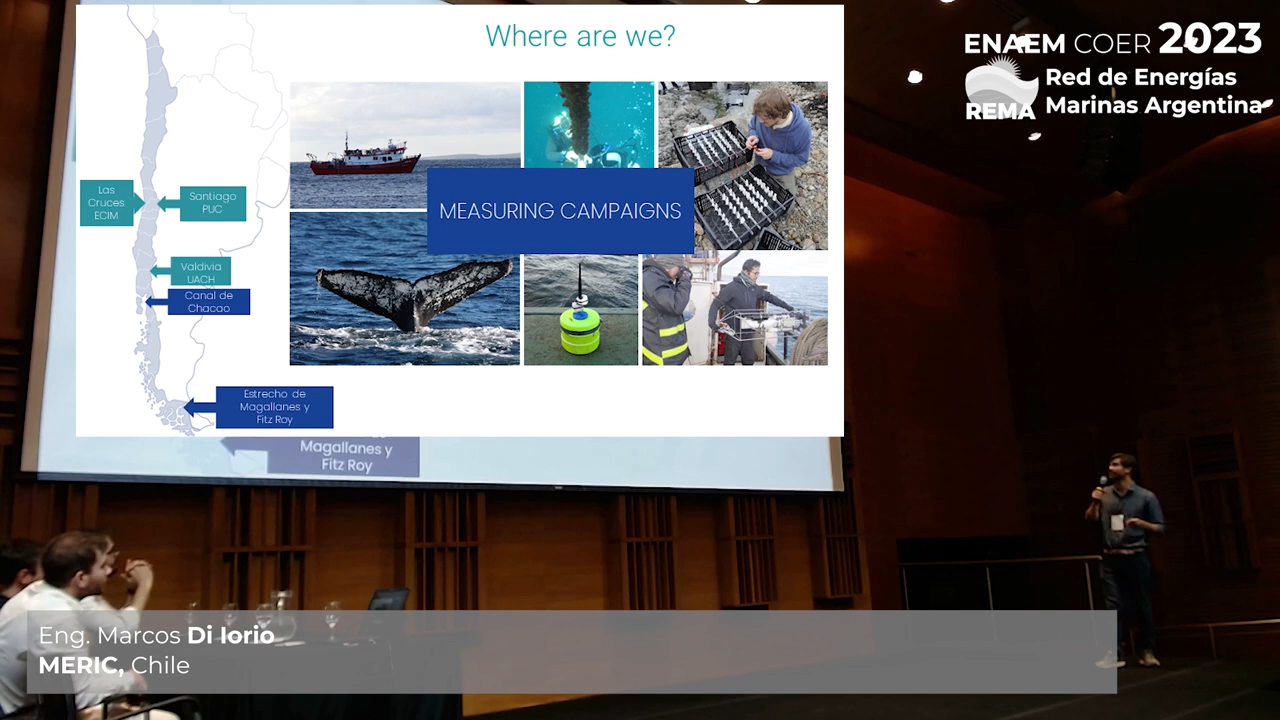 Where are we?
ENAEM COER 2023
REMA
Red de Energías
Marinas Argentina
Las
Cruces
ECIM
Santiago
PUC
MEASURING CAMPAIGNS
Valdivia
UACH
Canal de
Chacao
Estrecho de
Magallanes y
Fitz Roy
Magallanes y
Fitz Roy
Eng. Marcos Di Iorio
MERIC, Chile